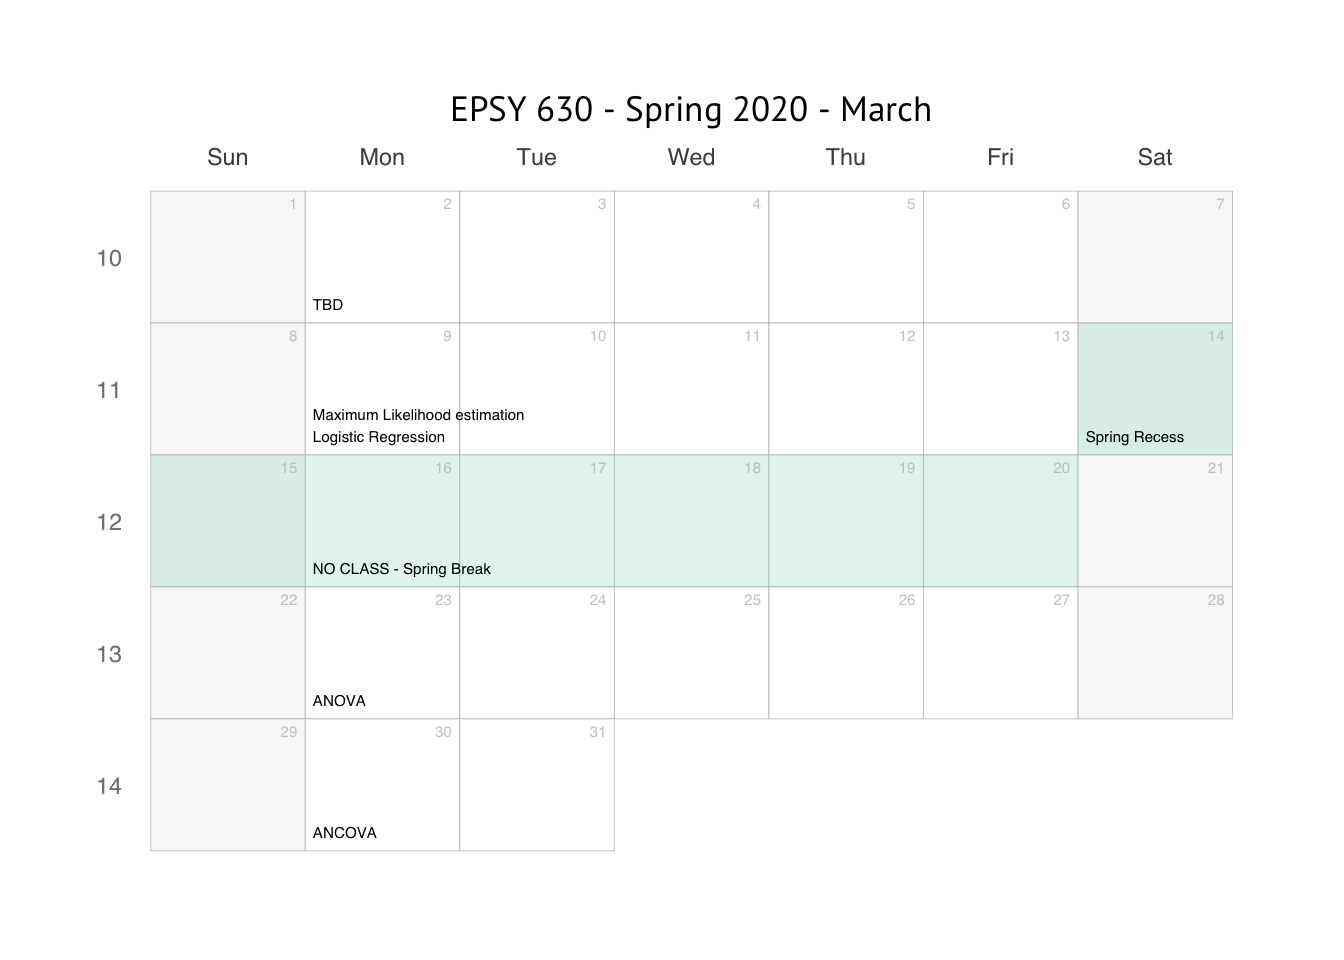 EPSY 630 - Spring 2020 - March
Sun Mon Tue Wed Thu Fri Sat
10
1 2 3 4 5 6 7
TBD
11
8 9 10 11 12 13 14
Maximum Likelihood estimation
Logistic Regression
Spring Recess
12
15 16 17 18 19 20 21
NO CLASS - Spring Break
13
22 23 24 25 26 27 28
ANOVA
14
29 30 31
ANCOVA